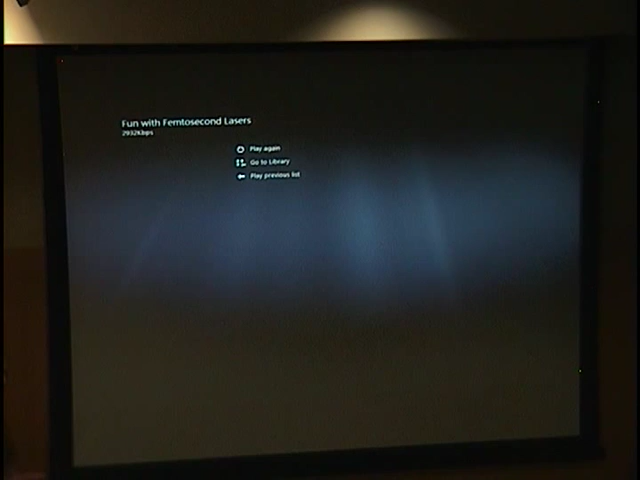 Fun with Femtosecond Lasers
2932Kbps
Play again
Go to Library
Play previous list